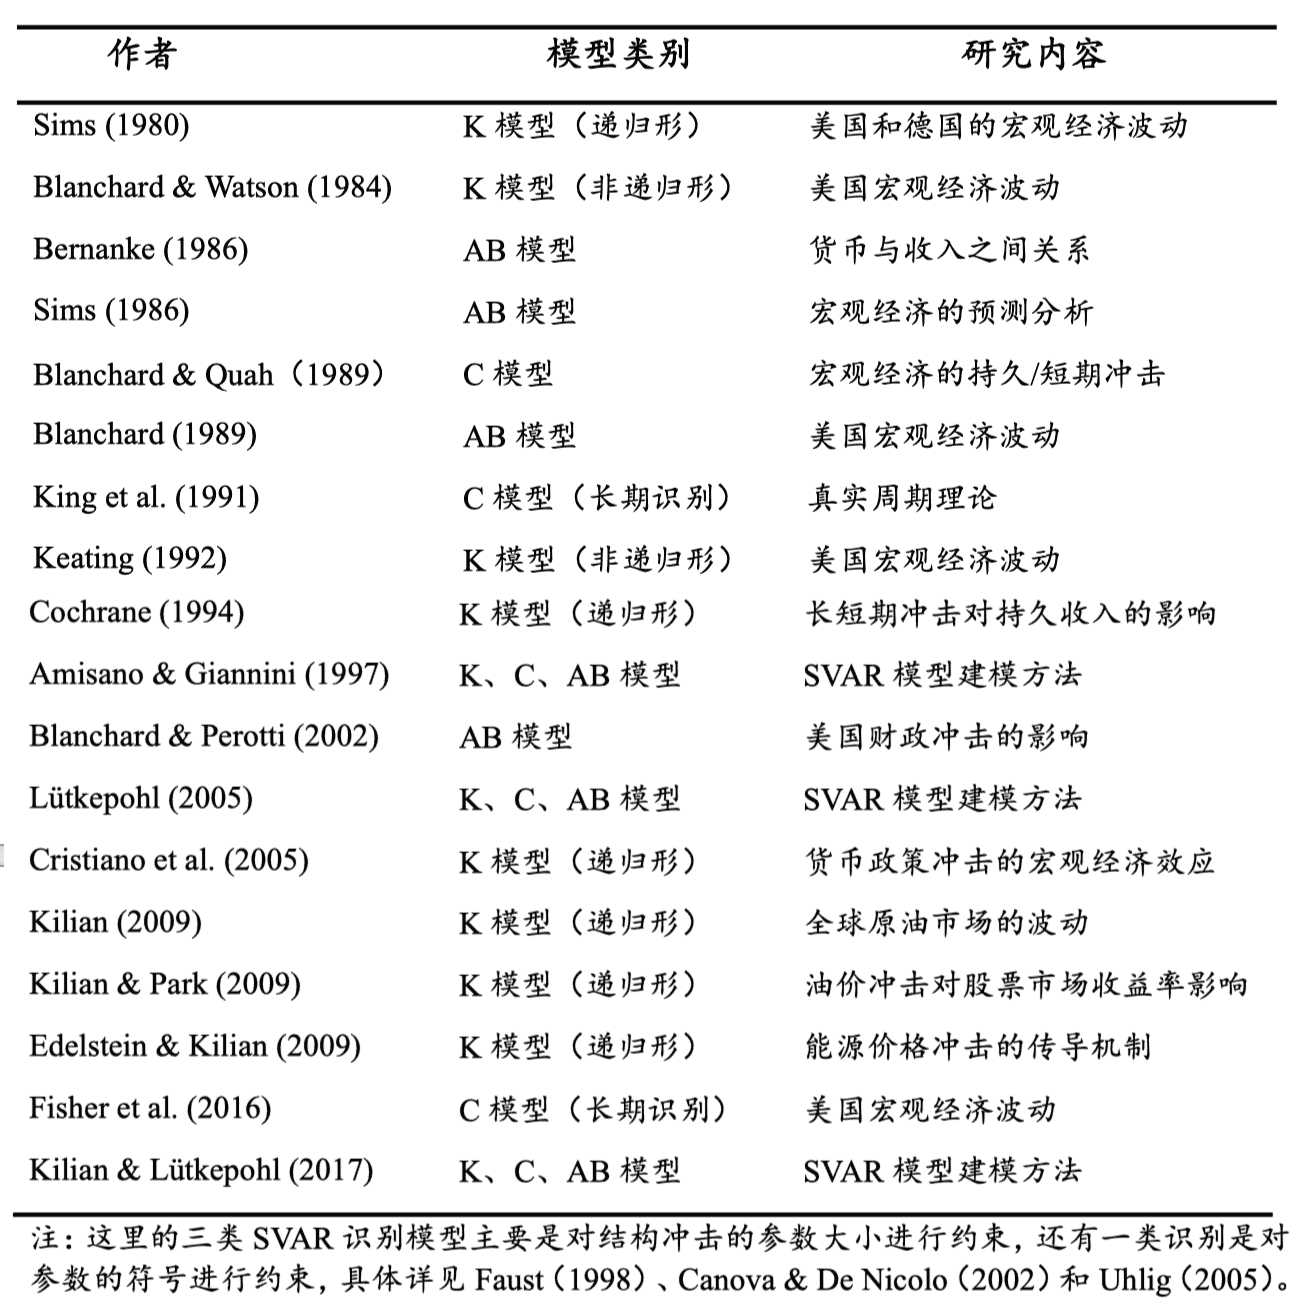 作者 模型类别 研究内容
Sims (1980) K 模型（递归形） 美国和德国的宏观经济波动
Blanchard & Watson (1984) K 模型（非递归形） 美国宏观经济波动
Bernanke (1986) AB 模型 货币与收入之间关系
Sims (1986) AB 模型 宏观经济的预测分析
Blanchard & Quah（1989） C 模型 宏观经济的持久/短期冲击
Blanchard (1989) AB 模型 美国宏观经济波动
King et al. (1991) C 模型（长期识别） 真实周期理论
Keating (1992) K 模型（非递归形） 美国宏观经济波动
Cochrane (1994) K 模型（递归形） 长短期冲击对持久收入的影响
Amisano & Giannini (1997) K、C、AB 模型 SVAR 模型建模方法
Blanchard & Perotti (2002) AB 模型 美国财政冲击的影响
Lütkepohl (2005) K、C、AB 模型 SVAR 模型建模方法
Cristiano et al. (2005) K 模型（递归形） 货币政策冲击的宏观经济效应
Kilian (2009) K 模型（递归形） 全球原油市场的波动
Kilian & Park (2009) K 模型（递归形） 油价冲击对股票市场收益率影响
Edelstein & Kilian (2009) K 模型（递归形） 能源价格冲击的传导机制
Fisher et al. (2016) C 模型（长期识别） 美国宏观经济波动
Kilian & Lütkepohl (2017) K、C、AB 模型 SVAR 模型建模方法
注：这里的三类 SVAR 识别模型主要是对结构冲击的参数大小进行约束，还有一类识别是对
参数的符号进行约束，具体详见 Faust（1998）、Canova & De Nicolo（2002）和 Uhlig（2005）。